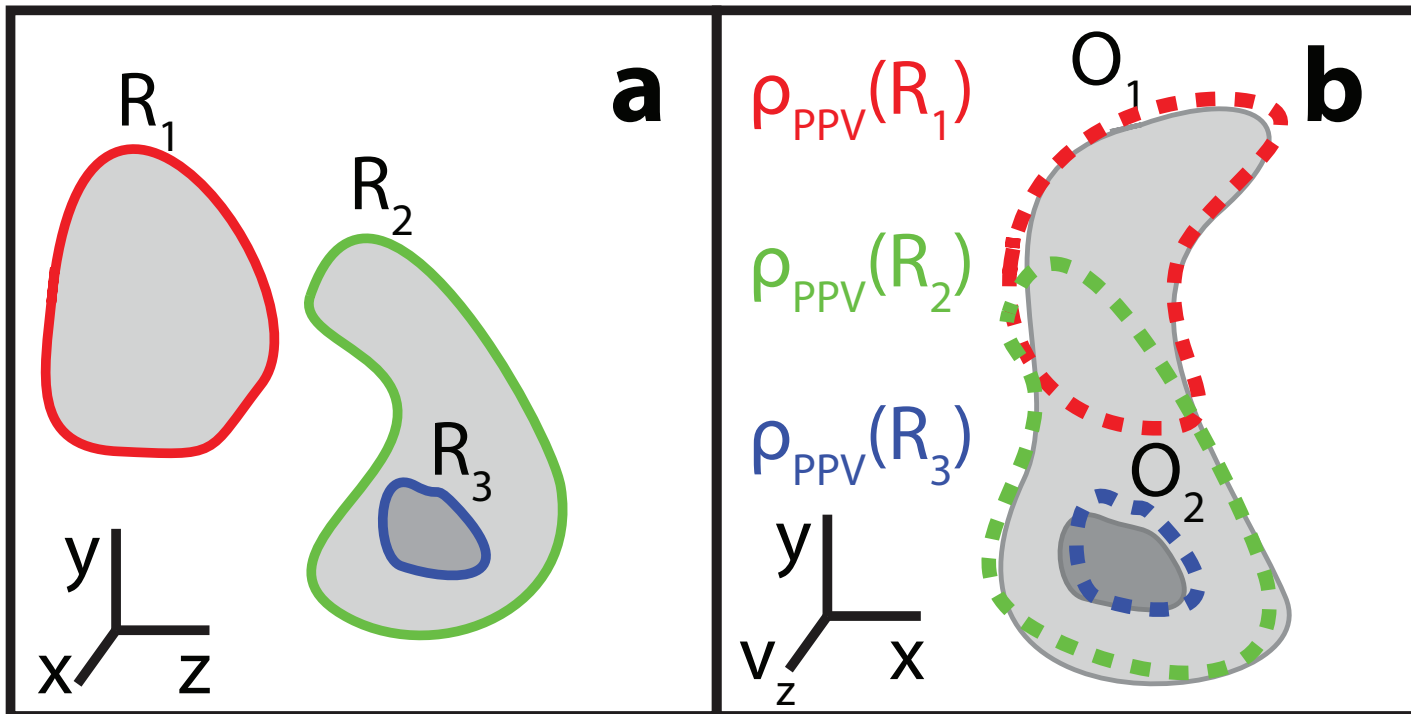 a
R₁
R₂
R₃
y
x
z
b
O₁
ρPPV(R₁)
ρPPV(R₂)
ρPPV(R₃)
O₂
y
vz
x